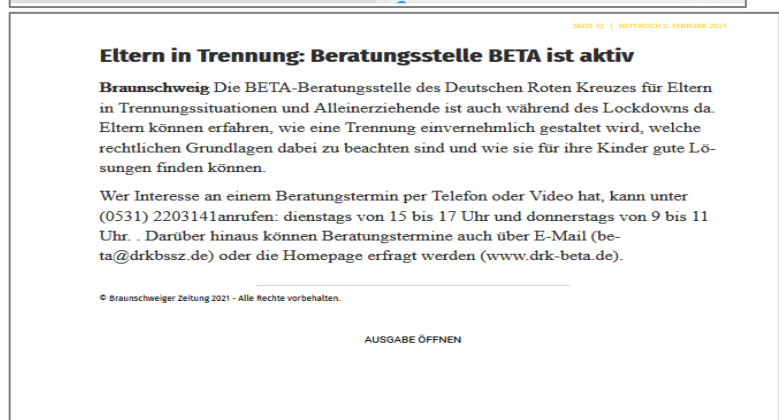 SEITE 12 | MITTWOCH 3. FEBRUAR 2021
Eltern in Trennung: Beratungsstelle BETA ist aktiv
Braunschweig Die BETA-Beratungsstelle des Deutschen Roten Kreuzes für Eltern
in Trennungssituationen und Alleinerziehende ist auch während des Lockdowns da.
Eltern können erfahren, wie eine Trennung einvernehmlich gestaltet wird, welche
rechtlichen Grundlagen dabei zu beachten sind und wie sie für ihre Kinder gute Lö-
sungen finden können.
Wer Interesse an einem Beratungstermin per Telefon oder Video hat, kann unter
(0531) 2203141anrufen: dienstags von 15 bis 17 Uhr und donnerstags von 9 bis 11
Uhr. . Darüber hinaus können Beratungstermine auch über E-Mail (be-
ta@drkbssz.de) oder die Homepage erfragt werden (www.drk-beta.de).
© Braunschweiger Zeitung 2021 - Alle Rechte vorbehalten.
AUSGABE ÖFFNEN